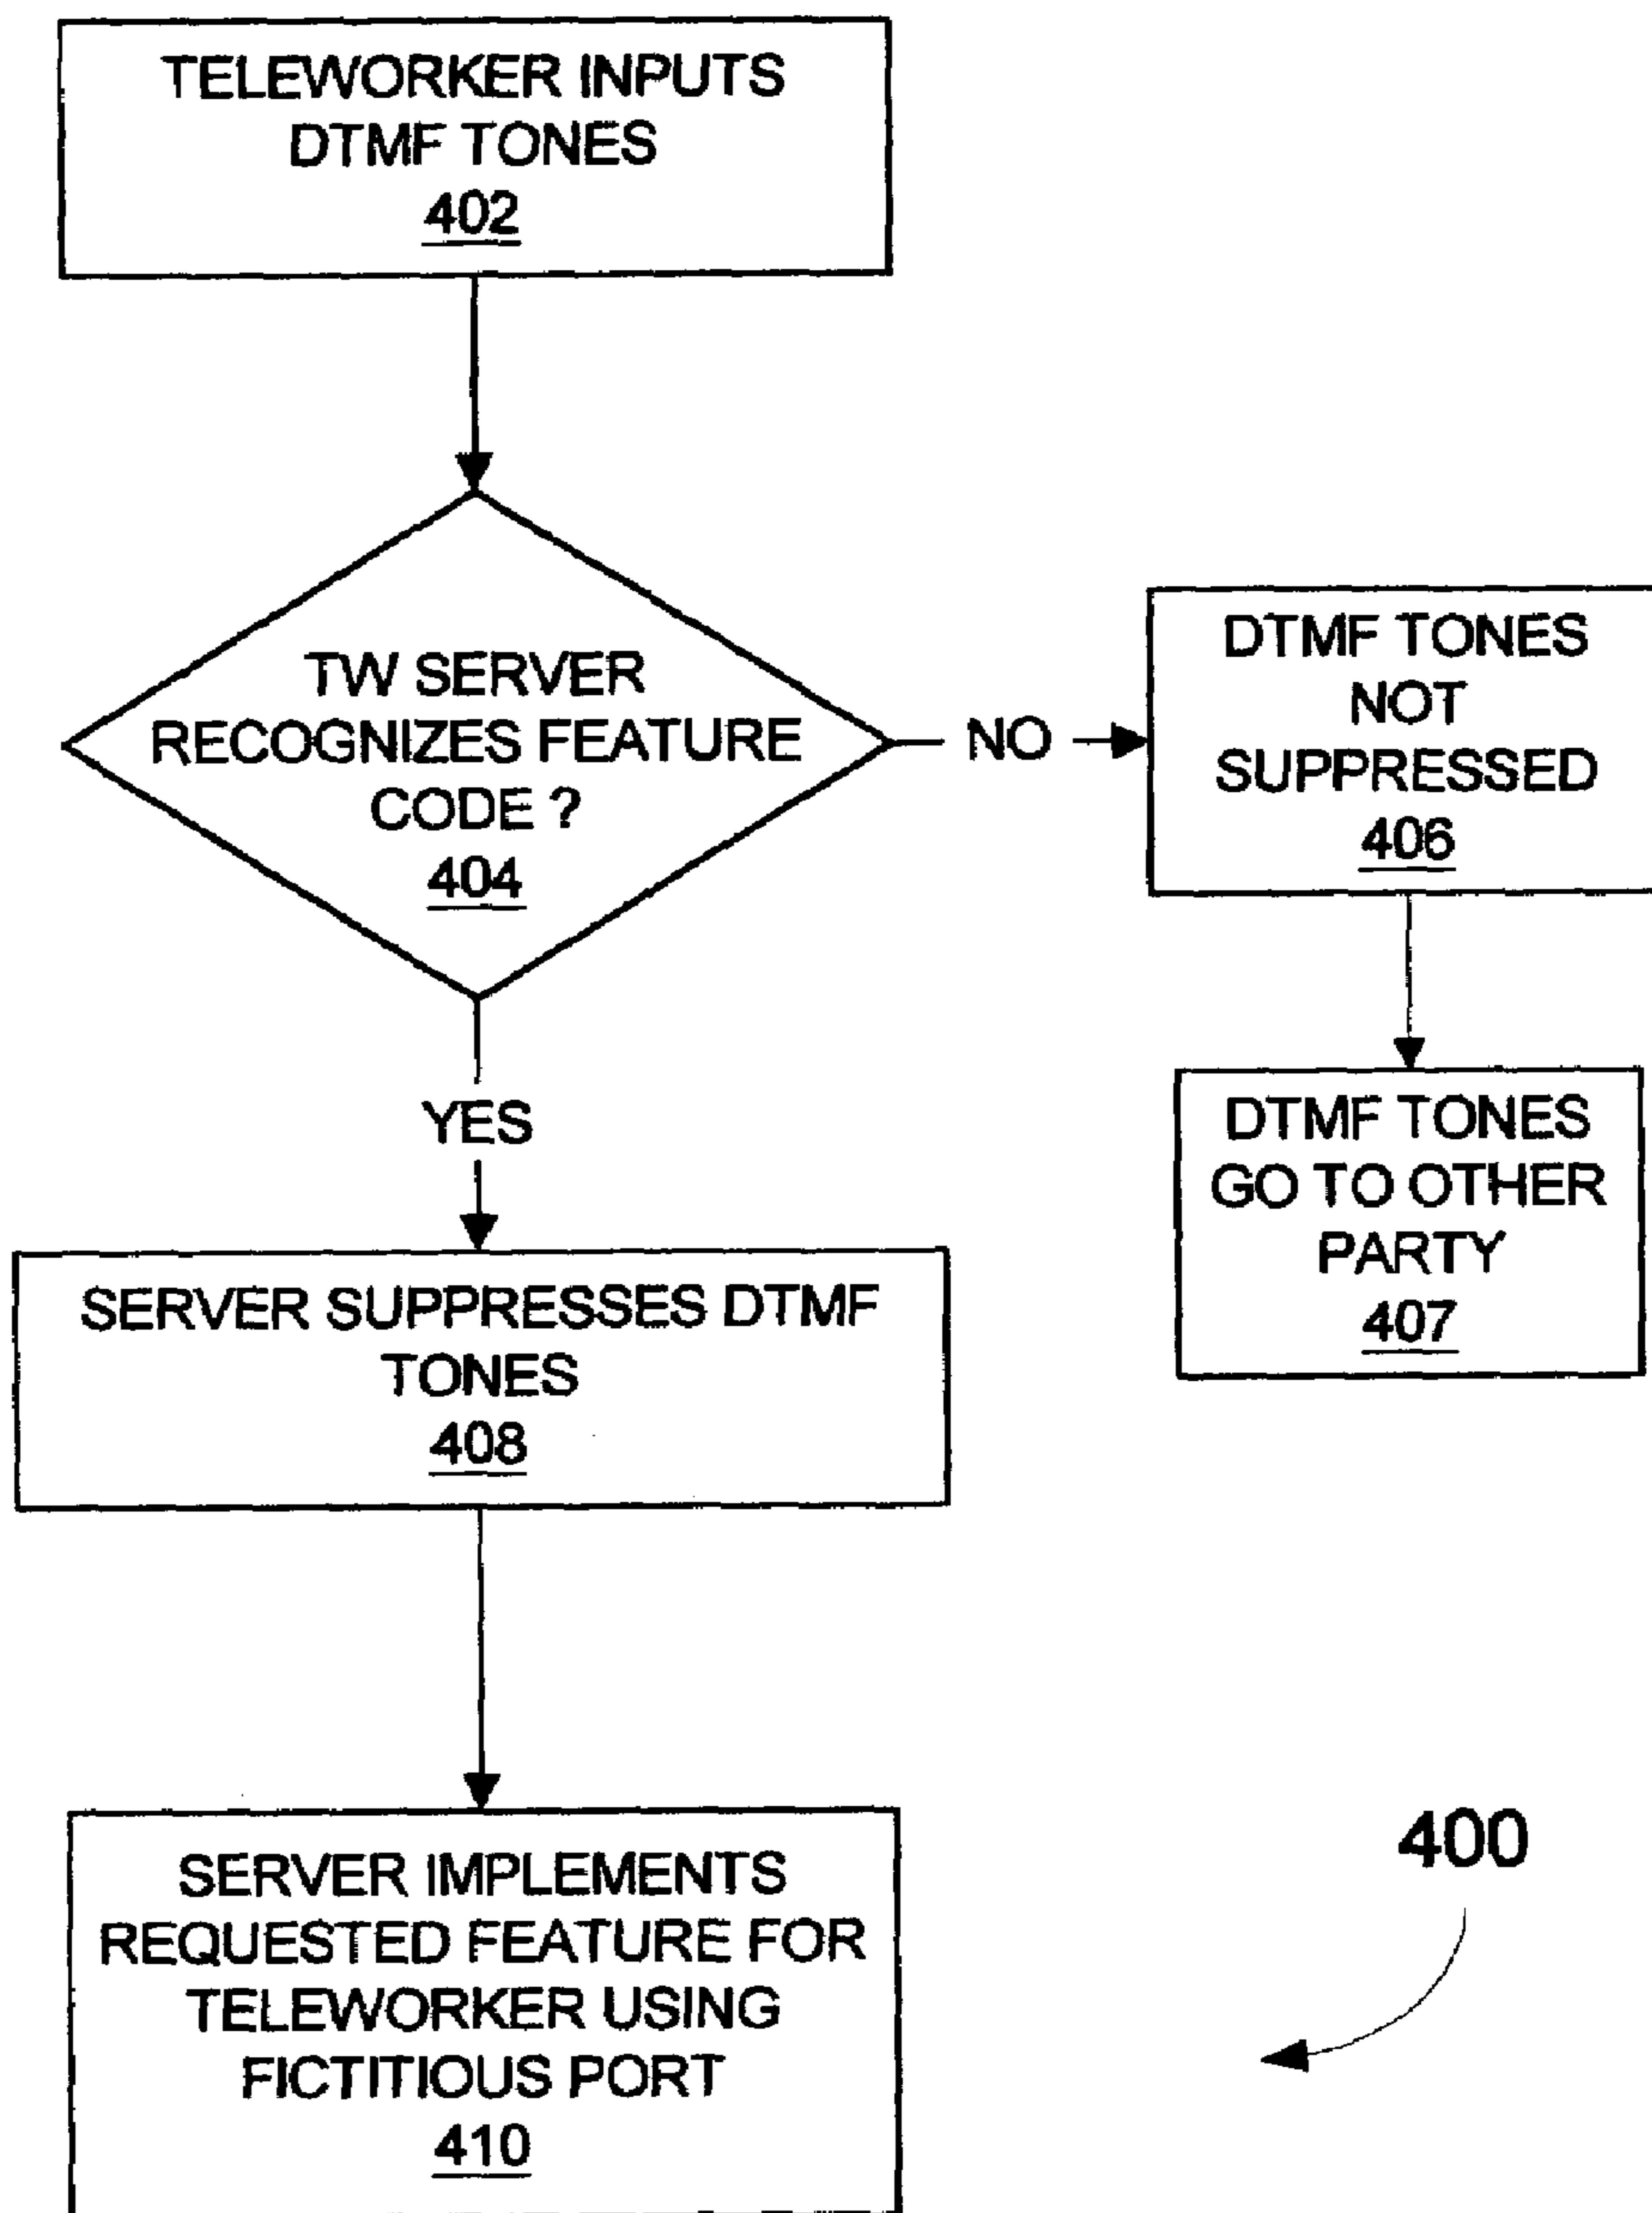 TELEWORKER INPUTS
DTMF TONES
402
TW SERVER
RECOGNIZES FEATURE
CODE ?
404
NO
DTMF TONES
NOT
SUPPRESSED
406
DTMF TONES
GO TO OTHER
PARTY
407
YES
SERVER SUPPRESSES DTMF
TONES
408
SERVER IMPLEMENTS
REQUESTED FEATURE FOR
TELEWORKER USING
FICTITIOUS PORT
410
400